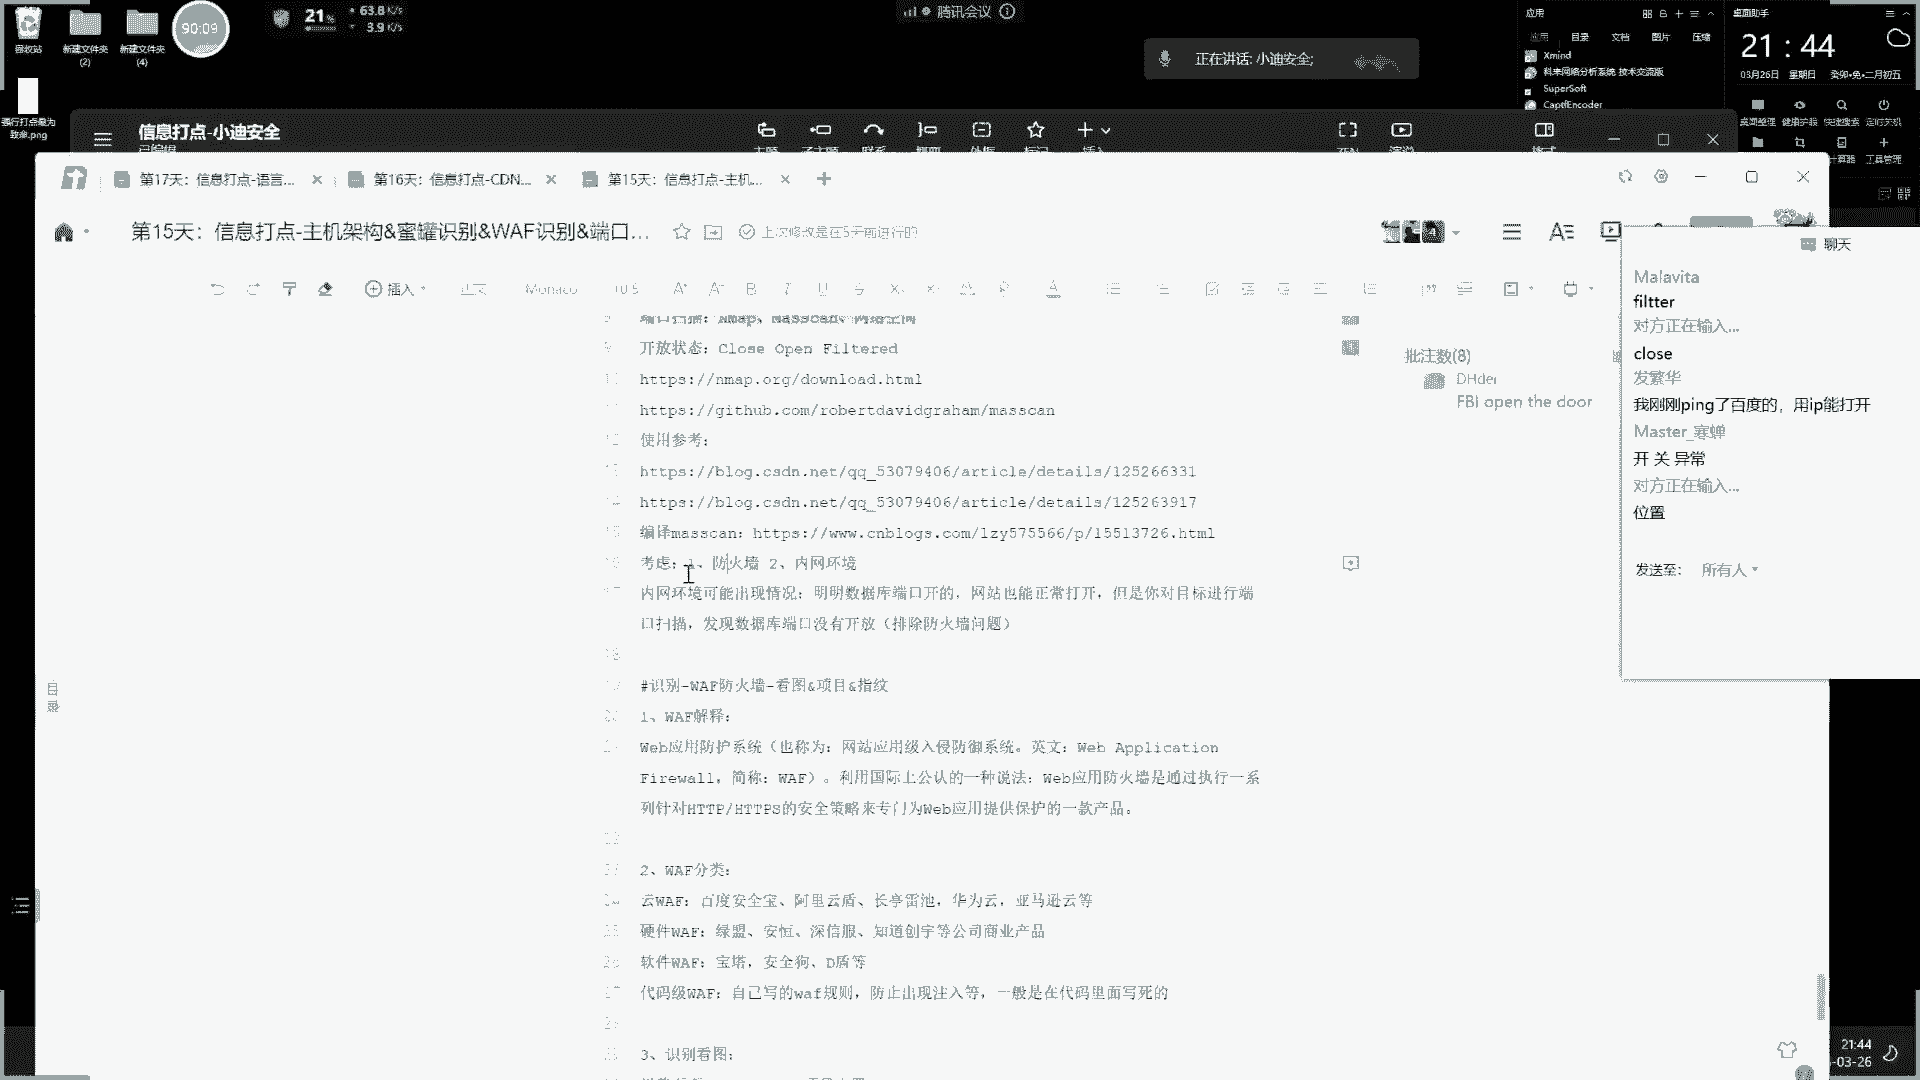 回收站
新建文件夹 (2)
新建文件夹 (4)
90:09
21%
63.8 K/s
3.9 K/s
腾讯会议
正在讲话: 小迪安全;
应用
桌面助手
应用 目录 文档 图片 压缩
Xmind
科来网络分析系统 技术交流版
SuperSoft
CaptfEncoder
21:44
03月26日 星期日 癸卯•兔•二月初五
信息打点-小迪安全
已编辑
第17天：信息打点-语言...
第16天：信息打点-CDN...
第15天：信息打点-主机...
第15天：信息打点-主机架构&蜜罐识别&WAF识别&端口...
上次修改是在5天前进行的
插入
正文
Monaco
10.5
端口扫描：Nmap、Masscan、网络空间
开放状态：Close Open Filtered
https://nmap.org/download.html
https://github.com/robertdavidgraham/masscan
使用参考：
https://blog.csdn.net/qq_53079406/article/details/125266331
https://blog.csdn.net/qq_53079406/article/details/125263917
编译masscan：https://www.cnblogs.com/lzy575566/p/15513726.html
考虑：1、防火墙 2、内网环境
内网环境可能出现情况：明明数据库端口开的，网站也能正常打开，但是你对目标进行端
口扫描，发现数据库端口没有开放（排除防火墙问题）
#识别-WAF防火墙-看图&项目&指纹
1、WAF解释：
Web应用防护系统（也称为：网站应用级入侵防御系统。英文：Web Application
Firewall，简称：WAF）。利用国际上公认的一种说法：Web应用防火墙是通过执行一系
列针对HTTP/HTTPS的安全策略来专门为Web应用提供保护的一款产品。
2、WAF分类：
云WAF：百度安全宝、阿里云盾、长亭雷池，华为云，亚马逊云等
硬件WAF：绿盟、安恒、深信服、知道创宇等公司商业产品
软件WAF：宝塔，安全狗、D盾等
代码级WAF：自己写的waf规则，防止出现注入等，一般是在代码里面写死的
3、识别看图：
批注数(8)
DHder
FBI open the door
聊天
Malavita
filtter
对方正在输入...
close
发繁华
我刚刚ping了百度的，用ip能打开
Master_寒蝉
开 关 异常
对方正在输入...
位置
发送至：
所有人
目录
21:44
-03-26